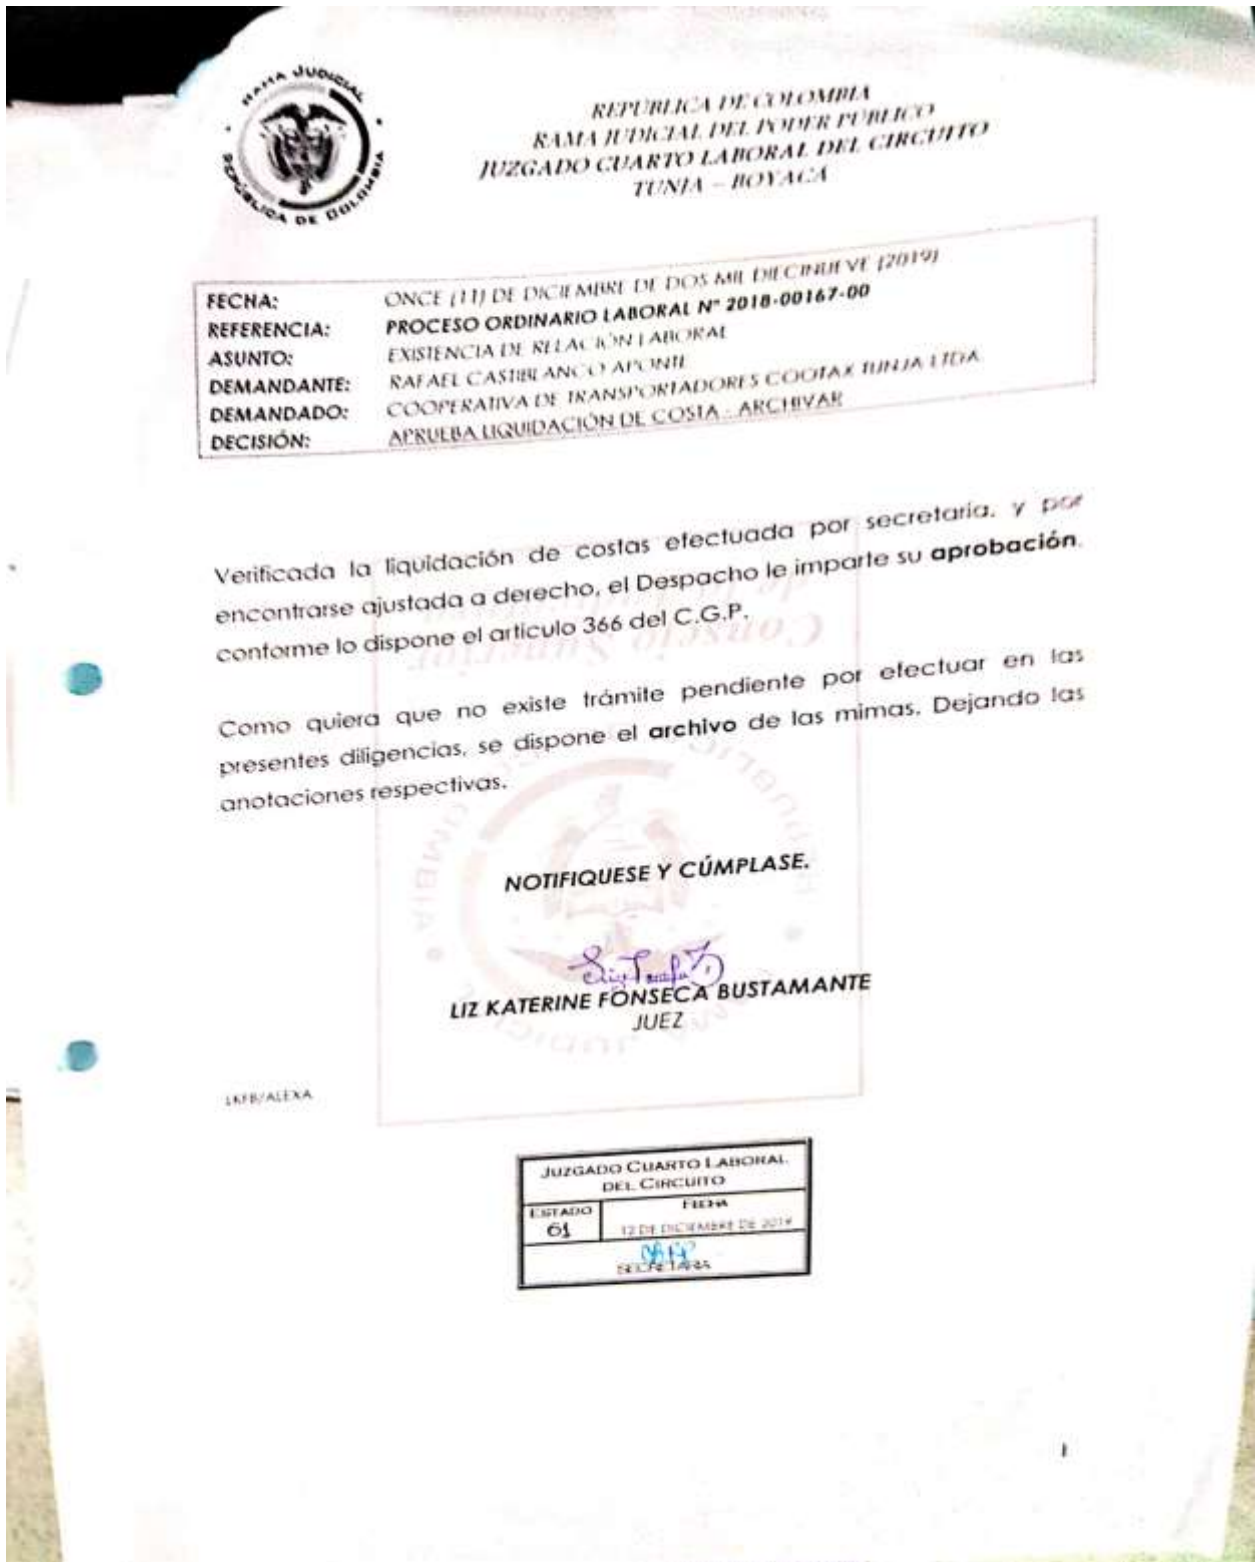 RAMA JUDICIAL
REPÚBLICA DE COLOMBIA
REPÚBLICA DE COLOMBIA
RAMA JUDICIAL DEL PODER PÚBLICO
JUZGADO CUARTO LABORAL DEL CIRCUITO
TUNJA – BOYACÁ
FECHA: ONCE (11) DE DICIEMBRE DE DOS MIL DIECINUEVE (2019)
REFERENCIA: PROCESO ORDINARIO LABORAL N° 2018-00167-00
ASUNTO: EXISTENCIA DE RELACIÓN LABORAL
DEMANDANTE: RAFAEL CASTIBLANCO APONTE
DEMANDADO: COOPERATIVA DE TRANSPORTADORES COOTAX TUNJA LTDA
DECISIÓN: APRUEBA LIQUIDACIÓN DE COSTA - ARCHIVAR
Verificada la liquidación de costas efectuada por secretaria, y por
encontrarse ajustada a derecho, el Despacho le imparte su aprobación,
conforme lo dispone el artículo 366 del C.G.P.
Como quiera que no existe trámite pendiente por efectuar en las
presentes diligencias, se dispone el archivo de las mimas. Dejando las
anotaciones respectivas.
NOTIFIQUESE Y CÚMPLASE.
LIZ KATERINE FONSECA BUSTAMANTE
JUEZ
LKFB/ALEXA
JUZGADO CUARTO LABORAL
DEL CIRCUITO
ESTADO FECHA
61 12 DE DICIEMBRE DE 2019
SECRETARIA
1